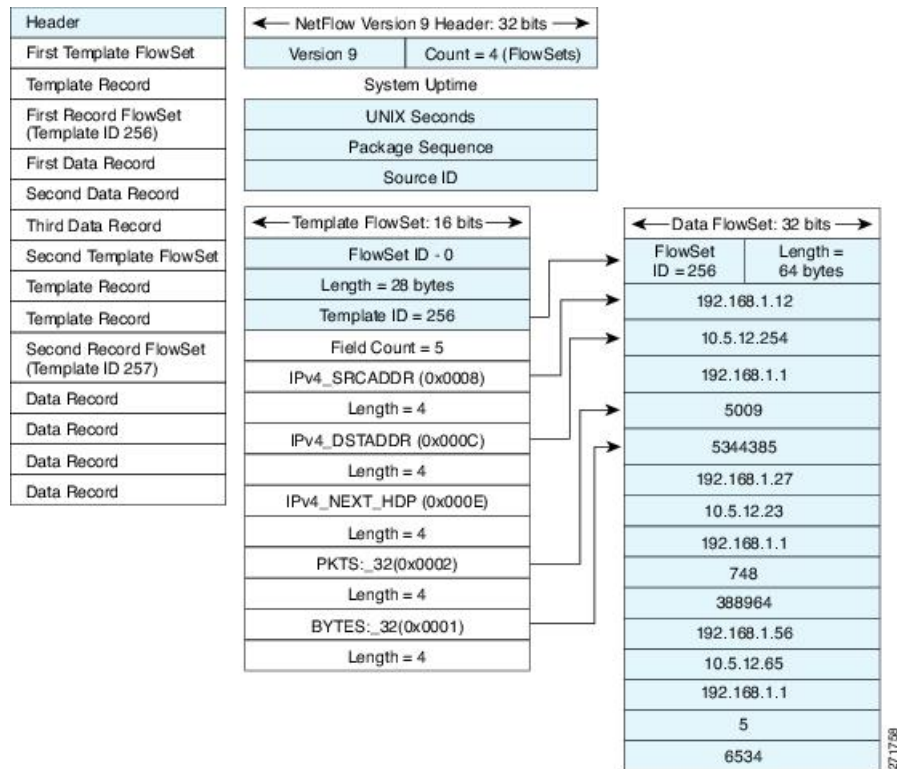 Header
First Template FlowSet
Template Record
First Record FlowSet
(Template ID 256)
First Data Record
Second Data Record
Third Data Record
Second Template FlowSet
Template Record
Template Record
Second Record FlowSet
(Template ID 257)
Data Record
Data Record
Data Record
Data Record
NetFlow Version 9 Header: 32 bits
Version 9
Count = 4 (FlowSets)
System Uptime
UNIX Seconds
Package Sequence
Source ID
Template FlowSet: 16 bits
FlowSet ID - 0
Length = 28 bytes
Template ID = 256
Field Count = 5
IPv4_SRCADDR (0x0008)
Length = 4
IPv4_DSTADDR (0x000C)
Length = 4
IPv4_NEXT_HDP (0x000E)
Length = 4
PKTS:_32(0x0002)
Length = 4
BYTES:_32(0x0001)
Length = 4
Data FlowSet: 32 bits
FlowSet
ID = 256
Length =
64 bytes
192.168.1.12
10.5.12.254
192.168.1.1
5009
5344385
192.168.1.27
10.5.12.23
192.168.1.1
748
388964
192.168.1.56
10.5.12.65
192.168.1.1
5
6534
271758